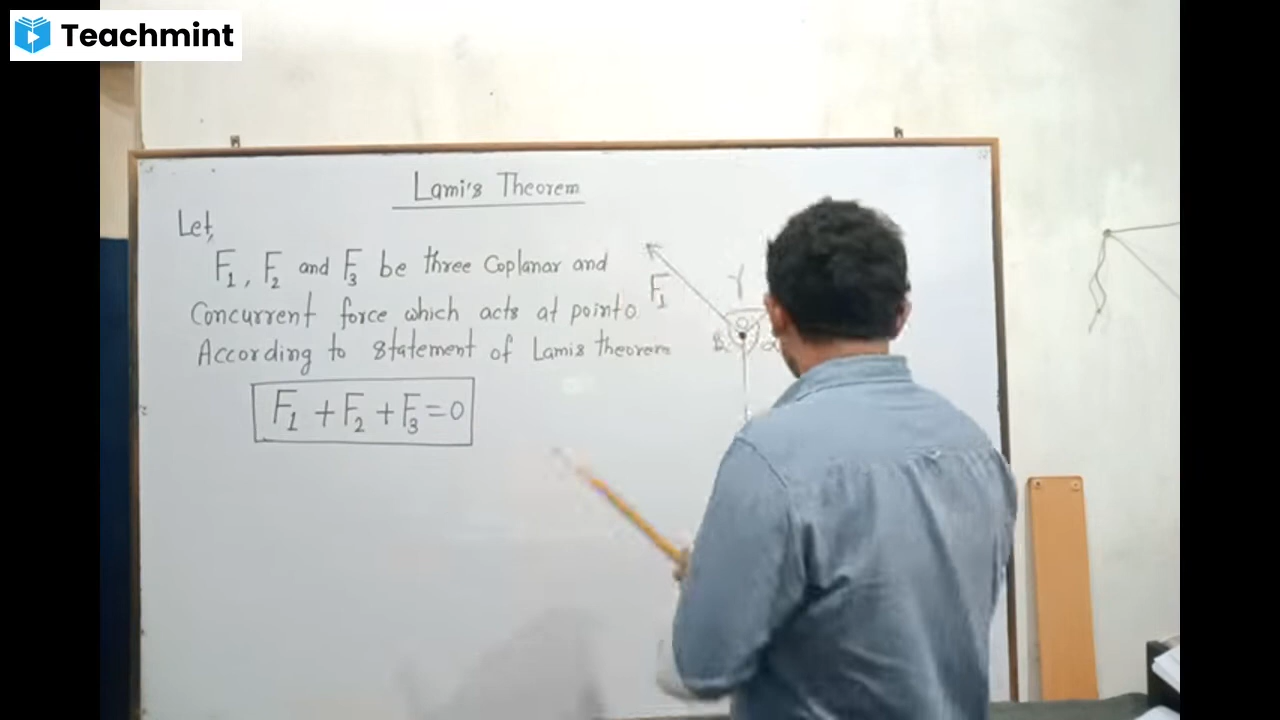 Teachmint
Lami's Theorem
Let,
F1, F2 and F3 be three Coplanar and
Concurrent force which acts at point O.
According to statement of Lamis theorem
F1 + F2 + F3 = 0
F1
γ
O